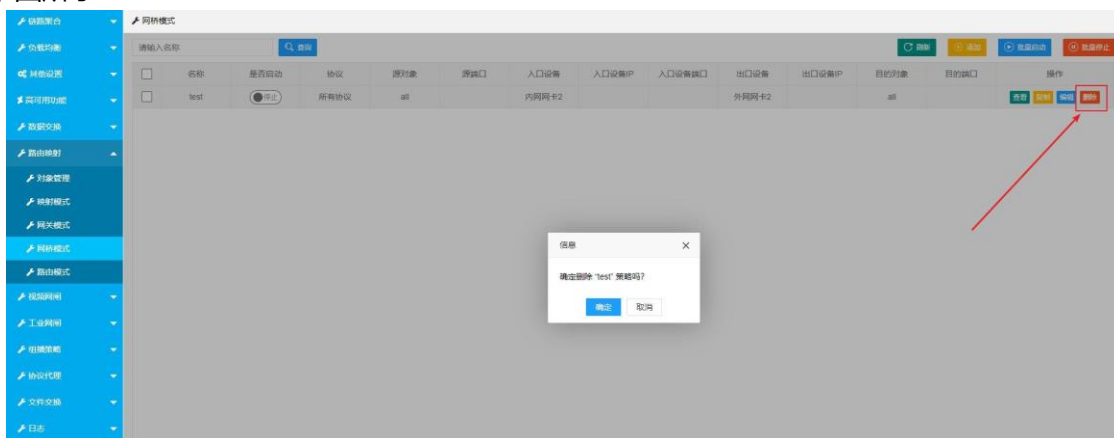 链路聚合
网桥模式
负载均衡
请输入名称
查询
刷新
添加
批量启动
批量停止
其他设置
名称 是否启动 协议 源对象 源端口 入口设备 入口设备IP 入口设备端口 出口设备 出口设备IP 目的对象 目的端口 操作
高可用功能
test 停止 所有协议 all 内网网卡2 外网网卡2 all 查看 复制 编辑 删除
数据交换
路由映射
对象管理
映射模式
网关模式
网桥模式
路由模式
视频网闸
工业网闸
组播策略
协议代理
文件交换
日志
信息
确定删除 "test" 策略吗?
确定 取消